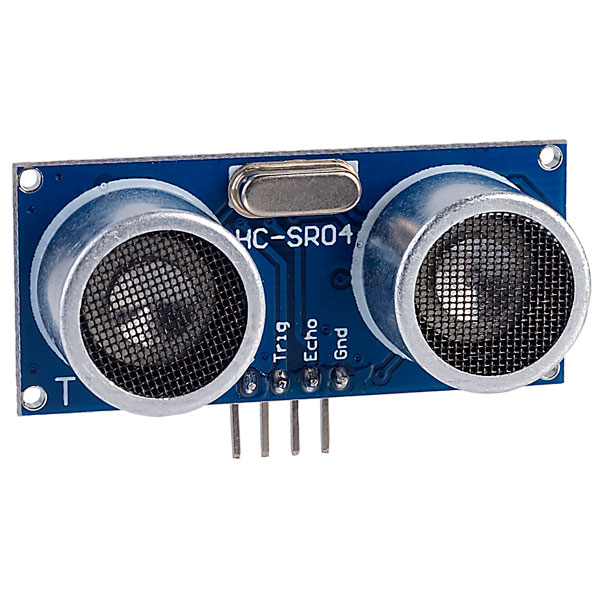 HC-SR04
Trig
Echo
Gnd
T